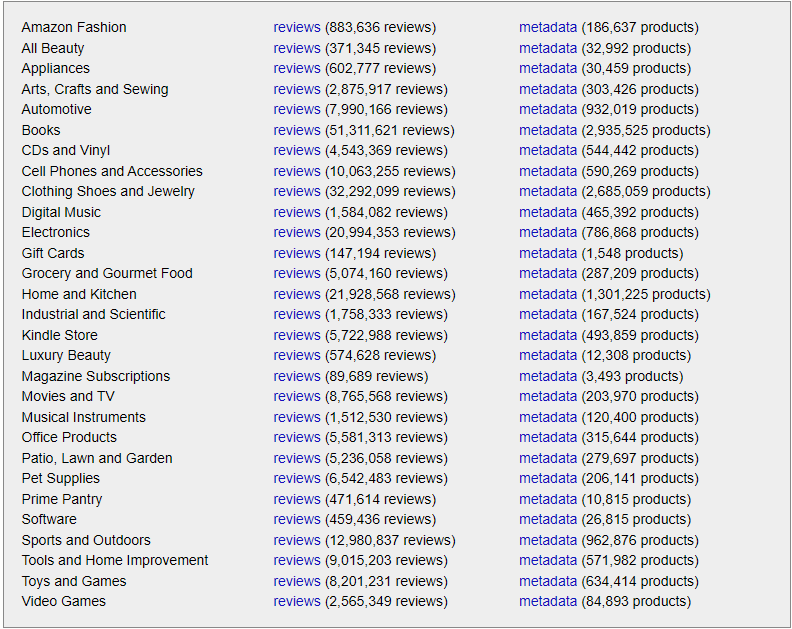 Amazon Fashion reviews (883,636 reviews) metadata (186,637 products)
All Beauty reviews (371,345 reviews) metadata (32,992 products)
Appliances reviews (602,777 reviews) metadata (30,459 products)
Arts, Crafts and Sewing reviews (2,875,917 reviews) metadata (303,426 products)
Automotive reviews (7,990,166 reviews) metadata (932,019 products)
Books reviews (51,311,621 reviews) metadata (2,935,525 products)
CDs and Vinyl reviews (4,543,369 reviews) metadata (544,442 products)
Cell Phones and Accessories reviews (10,063,255 reviews) metadata (590,269 products)
Clothing Shoes and Jewelry reviews (32,292,099 reviews) metadata (2,685,059 products)
Digital Music reviews (1,584,082 reviews) metadata (465,392 products)
Electronics reviews (20,994,353 reviews) metadata (786,868 products)
Gift Cards reviews (147,194 reviews) metadata (1,548 products)
Grocery and Gourmet Food reviews (5,074,160 reviews) metadata (287,209 products)
Home and Kitchen reviews (21,928,568 reviews) metadata (1,301,225 products)
Industrial and Scientific reviews (1,758,333 reviews) metadata (167,524 products)
Kindle Store reviews (5,722,988 reviews) metadata (493,859 products)
Luxury Beauty reviews (574,628 reviews) metadata (12,308 products)
Magazine Subscriptions reviews (89,689 reviews) metadata (3,493 products)
Movies and TV reviews (8,765,568 reviews) metadata (203,970 products)
Musical Instruments reviews (1,512,530 reviews) metadata (120,400 products)
Office Products reviews (5,581,313 reviews) metadata (315,644 products)
Patio, Lawn and Garden reviews (5,236,058 reviews) metadata (279,697 products)
Pet Supplies reviews (6,542,483 reviews) metadata (206,141 products)
Prime Pantry reviews (471,614 reviews) metadata (10,815 products)
Software reviews (459,436 reviews) metadata (26,815 products)
Sports and Outdoors reviews (12,980,837 reviews) metadata (962,876 products)
Tools and Home Improvement reviews (9,015,203 reviews) metadata (571,982 products)
Toys and Games reviews (8,201,231 reviews) metadata (634,414 products)
Video Games reviews (2,565,349 reviews) metadata (84,893 products)